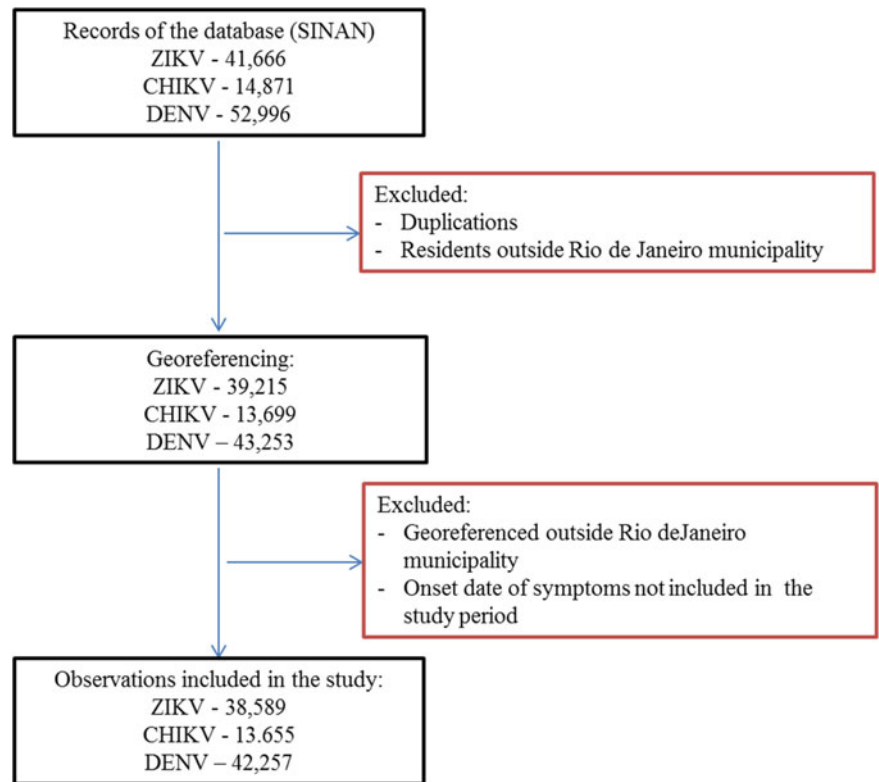 Records of the database (SINAN)
ZIKV - 41,666
CHIKV - 14,871
DENV - 52,996
Excluded:
- Duplications
- Residents outside Rio de Janeiro municipality
Georeferencing:
ZIKV - 39,215
CHIKV - 13,699
DENV – 43,253
Excluded:
- Georeferenced outside Rio deJaneiro
municipality
- Onset date of symptoms not included in the
study period
Observations included in the study:
ZIKV - 38,589
CHIKV - 13.655
DENV – 42,257